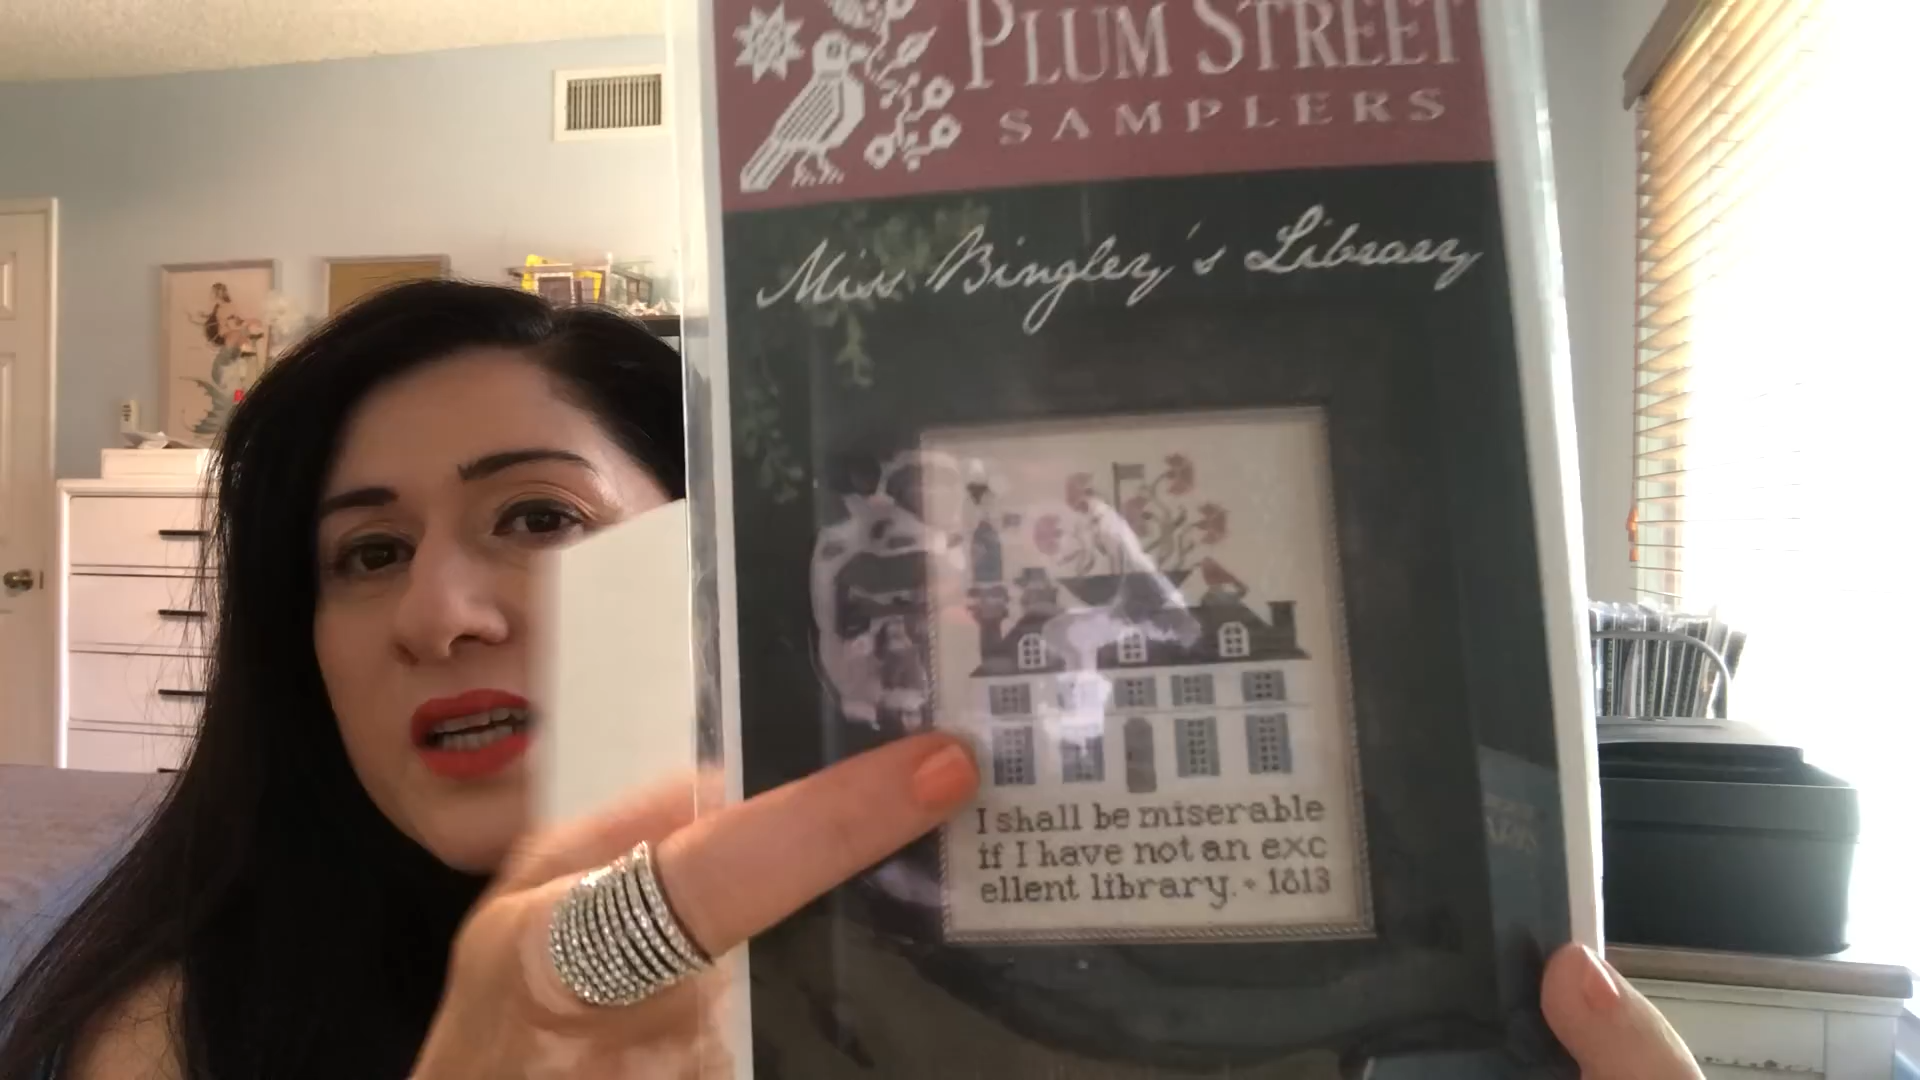 PLUM STREET
SAMPLERS
Miss Bingley's Library
I shall be miserable
if I have not an exc
ellent library. + 1813